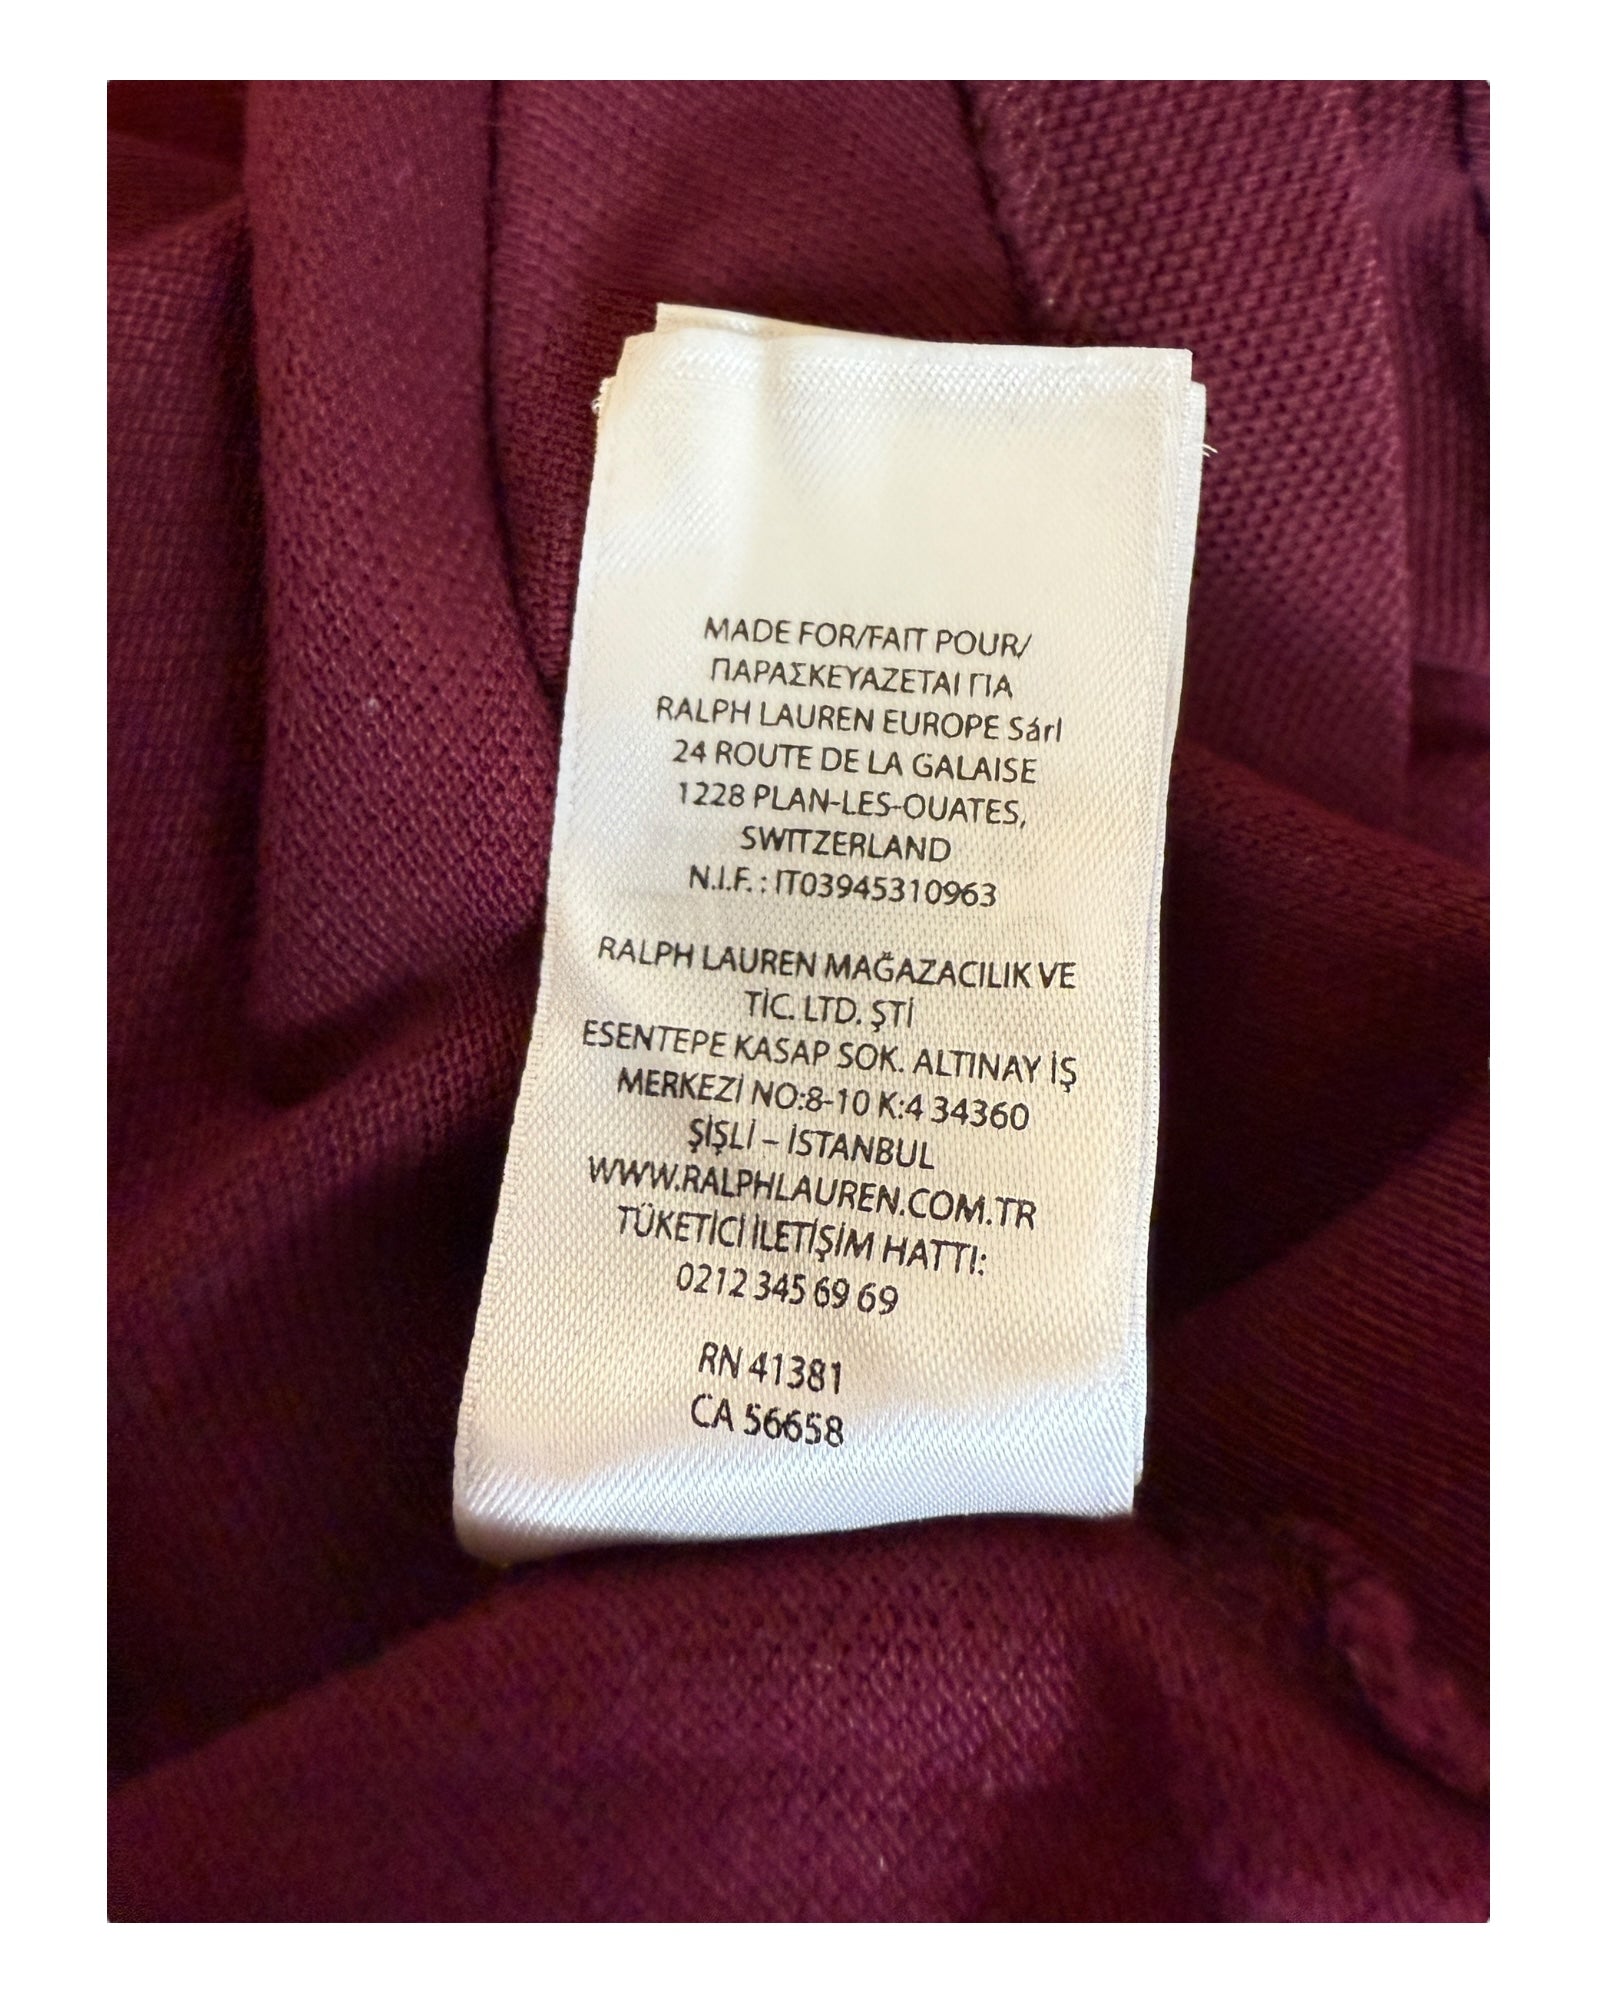 MADE FOR/FAIT POUR/
ΠΑΡΑΣΚΕΥΑΖΕΤΑΙ ΓΙΑ
RALPH LAUREN EUROPE Sárl
24 ROUTE DE LA GALAISE
1228 PLAN-LES-OUATES,
SWITZERLAND
N.I.F. : IT03945310963
RALPH LAUREN MAĞAZACILIK VE
TİC. LTD. ŞTİ
ESENTEPE KASAP SOK. ALTINAY İŞ
MERKEZİ NO:8-10 K:4 34360
ŞİŞLİ – İSTANBUL
WWW.RALPHLAUREN.COM.TR
TÜKETİCİ İLETİŞİM HATTI:
0212 345 69 69
RN 41381
CA 56658